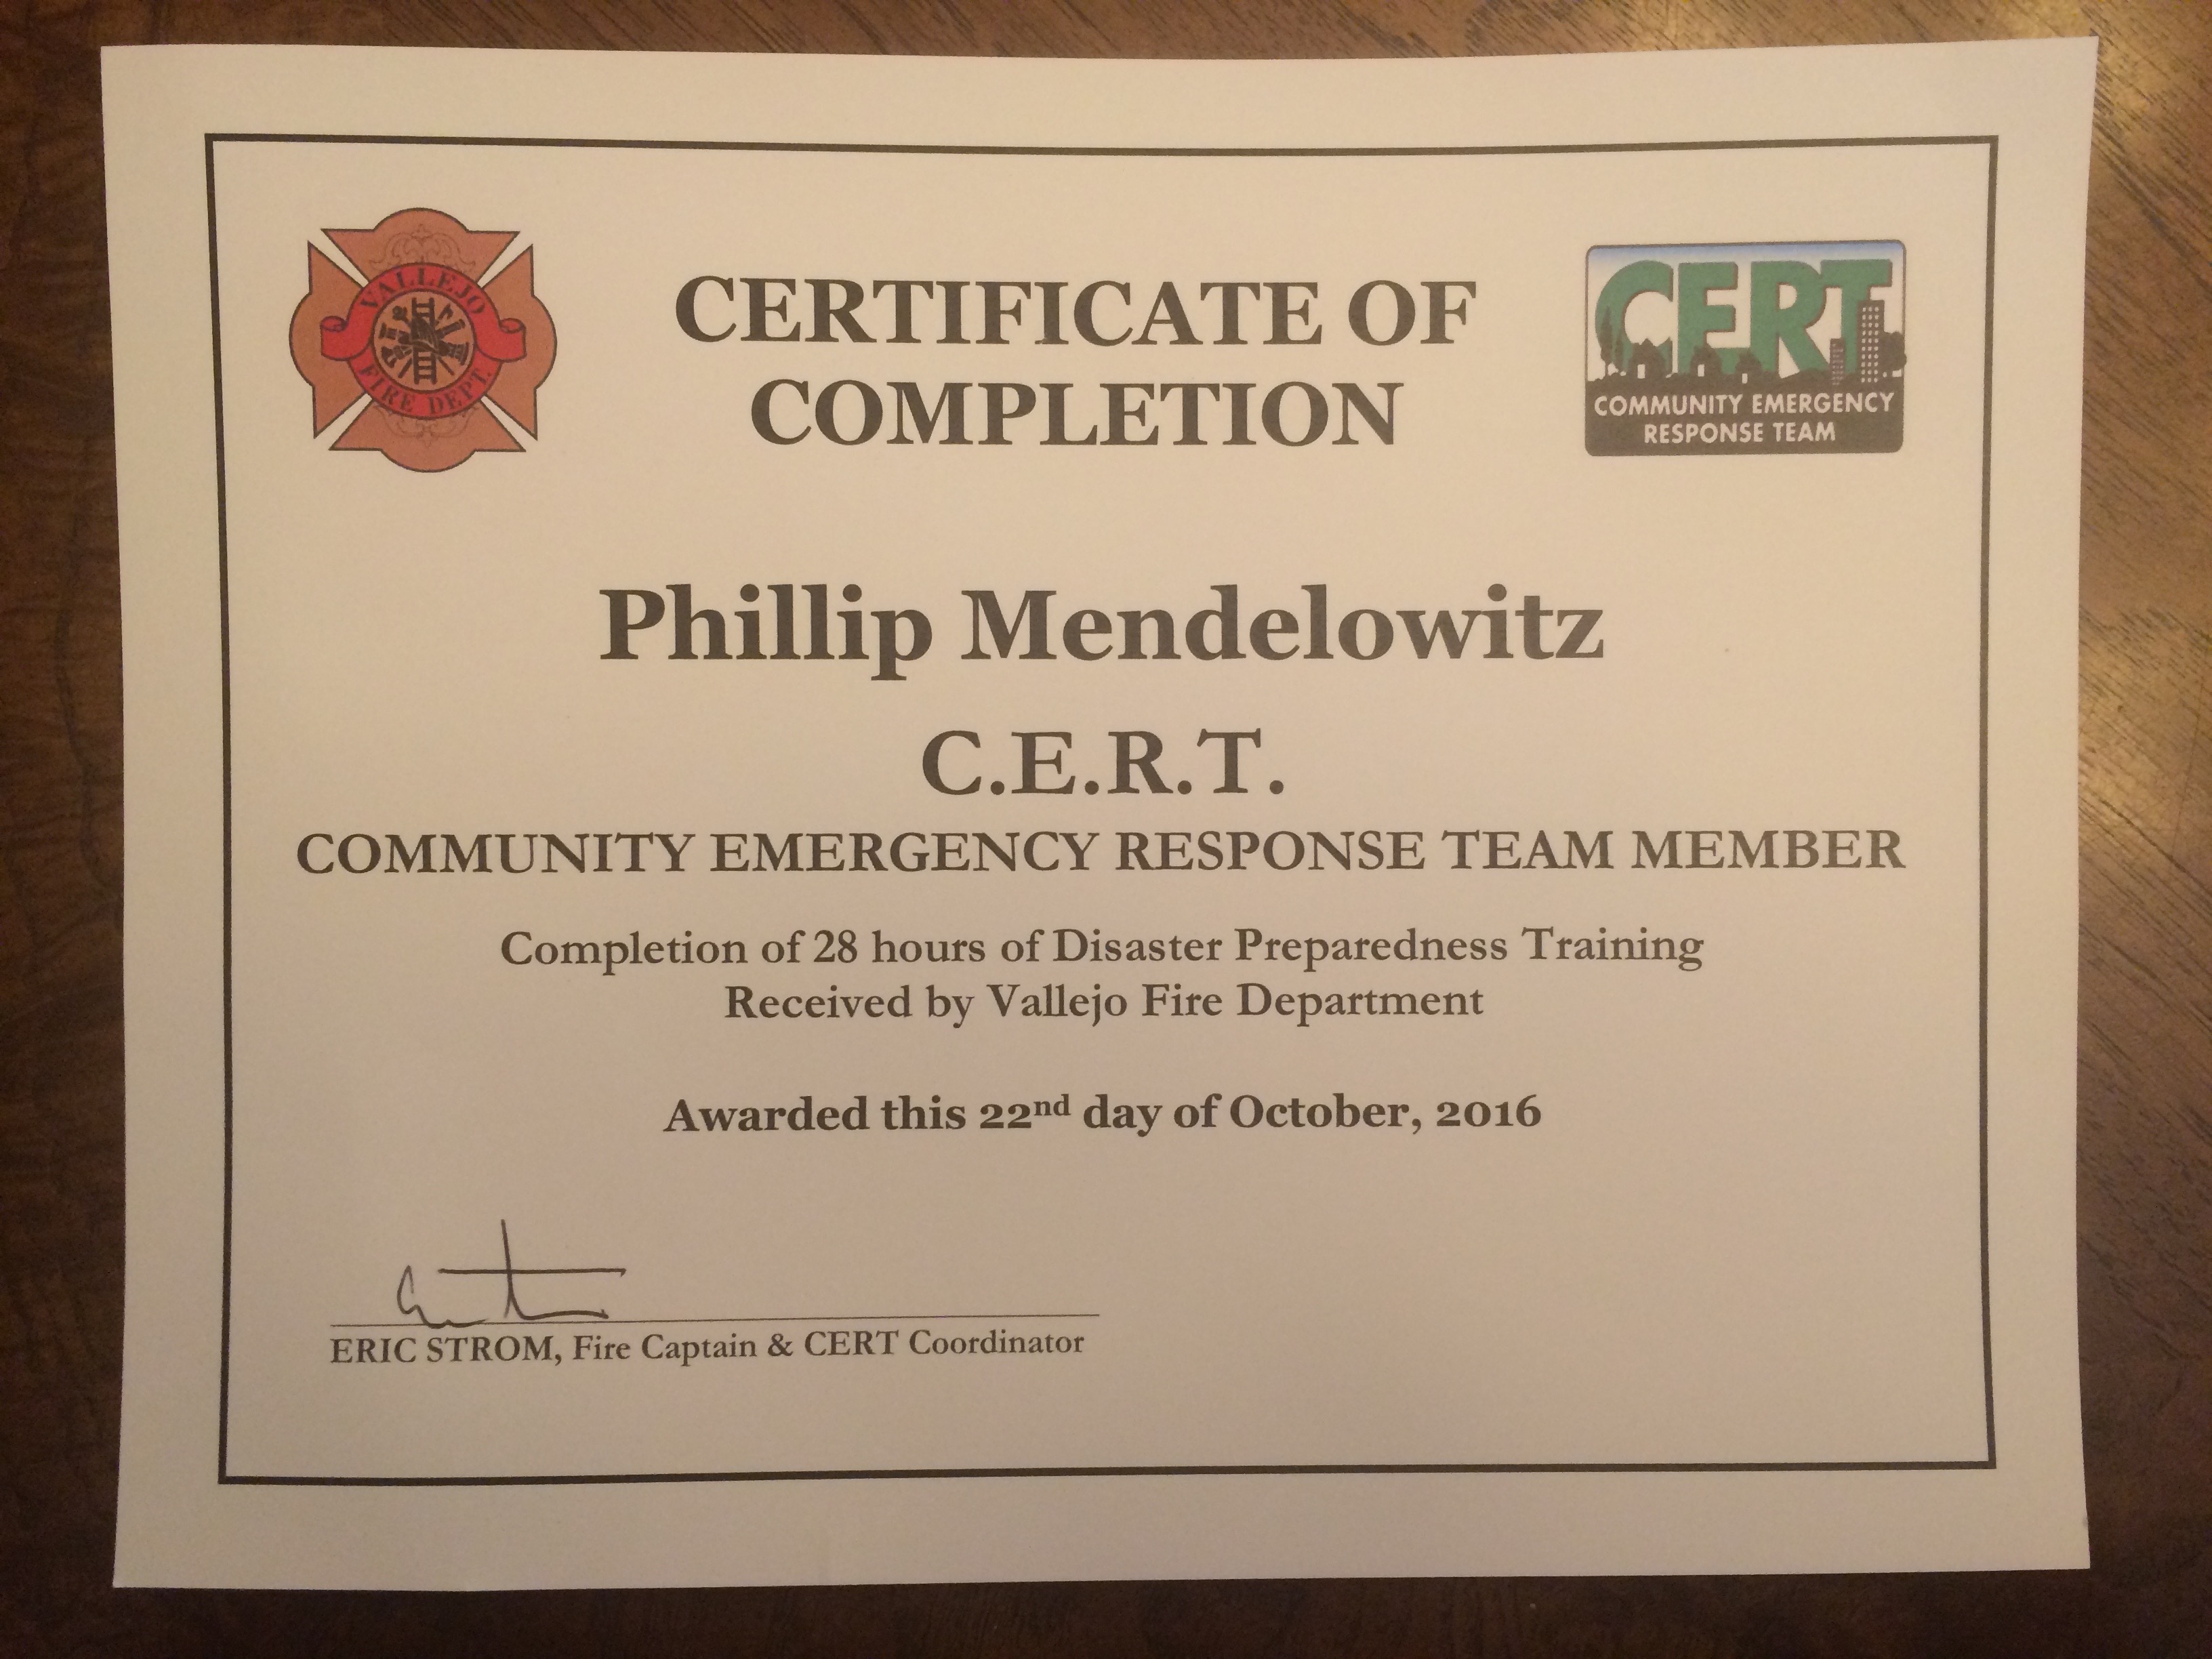 VALLEJO
FIRE DEPT.
CERTIFICATE OF
COMPLETION
CERT
COMMUNITY EMERGENCY
RESPONSE TEAM
Phillip Mendelowitz
C.E.R.T.
COMMUNITY EMERGENCY RESPONSE TEAM MEMBER
Completion of 28 hours of Disaster Preparedness Training
Received by Vallejo Fire Department
Awarded this 22nd day of October, 2016
ERIC STROM, Fire Captain & CERT Coordinator